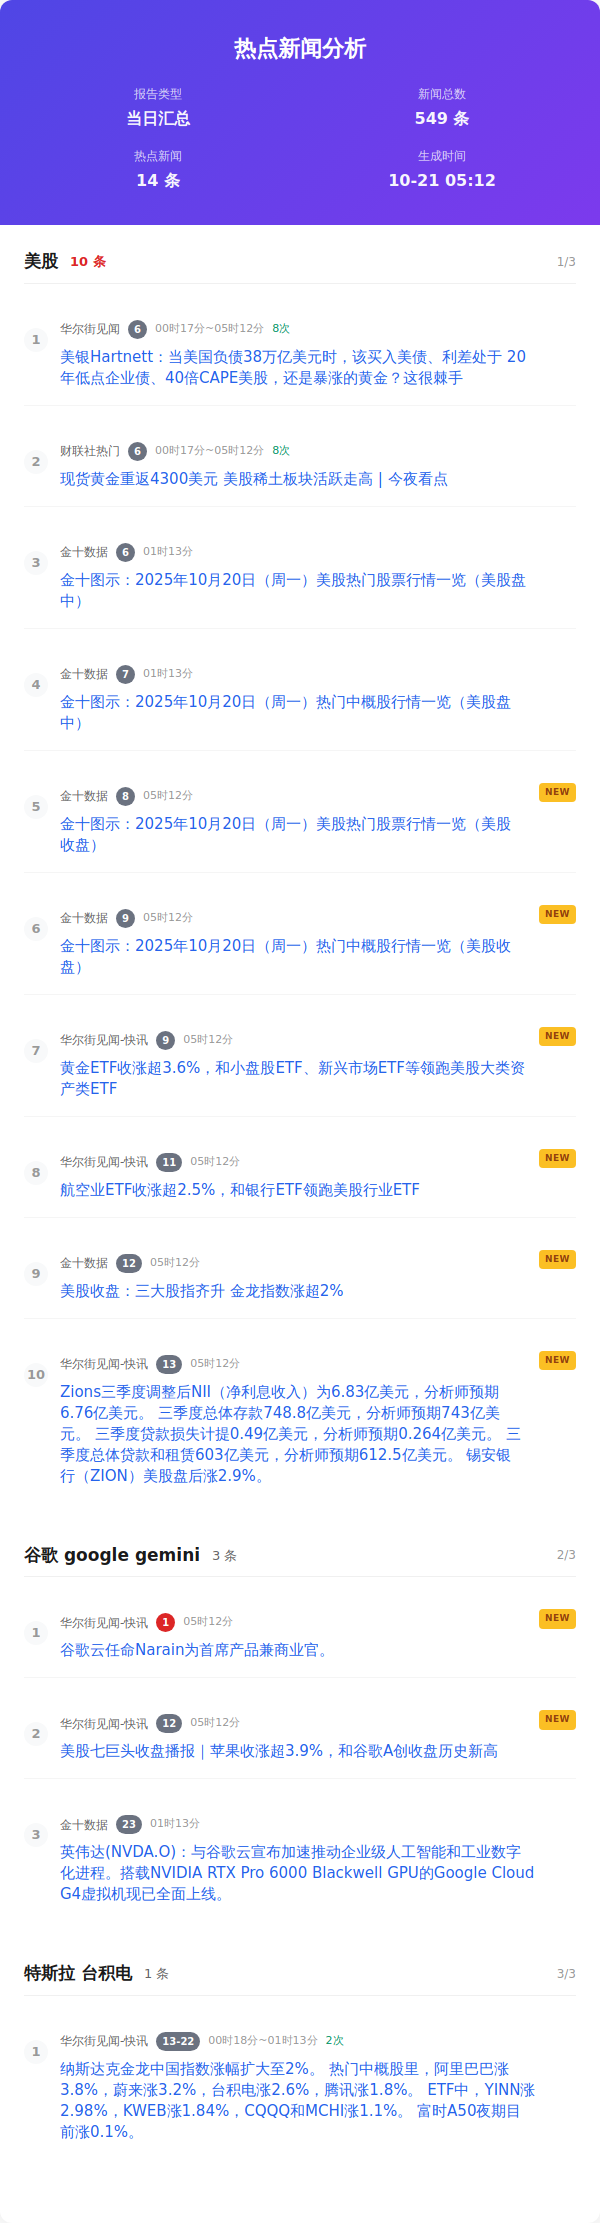 热点新闻分析
报告类型
新闻总数
当日汇总
549 条
热点新闻
生成时间
14 条
10-21 05:12
美股 10 条 1/3
1
华尔街见闻 6 00时17分~05时12分 8次
美银Hartnett：当美国负债38万亿美元时，该买入美债、利差处于 20
年低点企业债、40倍CAPE美股，还是暴涨的黄金？这很棘手
2
财联社热门 6 00时17分~05时12分 8次
现货黄金重返4300美元 美股稀土板块活跃走高 | 今夜看点
3
金十数据 6 01时13分
金十图示：2025年10月20日（周一）美股热门股票行情一览（美股盘
中）
4
金十数据 7 01时13分
金十图示：2025年10月20日（周一）热门中概股行情一览（美股盘
中）
5
金十数据 8 05时12分 NEW
金十图示：2025年10月20日（周一）美股热门股票行情一览（美股
收盘）
6
金十数据 9 05时12分 NEW
金十图示：2025年10月20日（周一）热门中概股行情一览（美股收
盘）
7
华尔街见闻-快讯 9 05时12分 NEW
黄金ETF收涨超3.6%，和小盘股ETF、新兴市场ETF等领跑美股大类资
产类ETF
8
华尔街见闻-快讯 11 05时12分 NEW
航空业ETF收涨超2.5%，和银行ETF领跑美股行业ETF
9
金十数据 12 05时12分 NEW
美股收盘：三大股指齐升 金龙指数涨超2%
10
华尔街见闻-快讯 13 05时12分 NEW
Zions三季度调整后NII（净利息收入）为6.83亿美元，分析师预期
6.76亿美元。 三季度总体存款748.8亿美元，分析师预期743亿美
元。 三季度贷款损失计提0.49亿美元，分析师预期0.264亿美元。 三
季度总体贷款和租赁603亿美元，分析师预期612.5亿美元。 锡安银
行（ZION）美股盘后涨2.9%。
谷歌 google gemini 3 条 2/3
1
华尔街见闻-快讯 1 05时12分 NEW
谷歌云任命Narain为首席产品兼商业官。
2
华尔街见闻-快讯 12 05时12分 NEW
美股七巨头收盘播报｜苹果收涨超3.9%，和谷歌A创收盘历史新高
3
金十数据 23 01时13分
英伟达(NVDA.O)：与谷歌云宣布加速推动企业级人工智能和工业数字
化进程。搭载NVIDIA RTX Pro 6000 Blackwell GPU的Google Cloud
G4虚拟机现已全面上线。
特斯拉 台积电 1 条 3/3
1
华尔街见闻-快讯 13-22 00时18分~01时13分 2次
纳斯达克金龙中国指数涨幅扩大至2%。 热门中概股里，阿里巴巴涨
3.8%，蔚来涨3.2%，台积电涨2.6%，腾讯涨1.8%。 ETF中，YINN涨
2.98%，KWEB涨1.84%，CQQQ和MCHI涨1.1%。 富时A50夜期目
前涨0.1%。